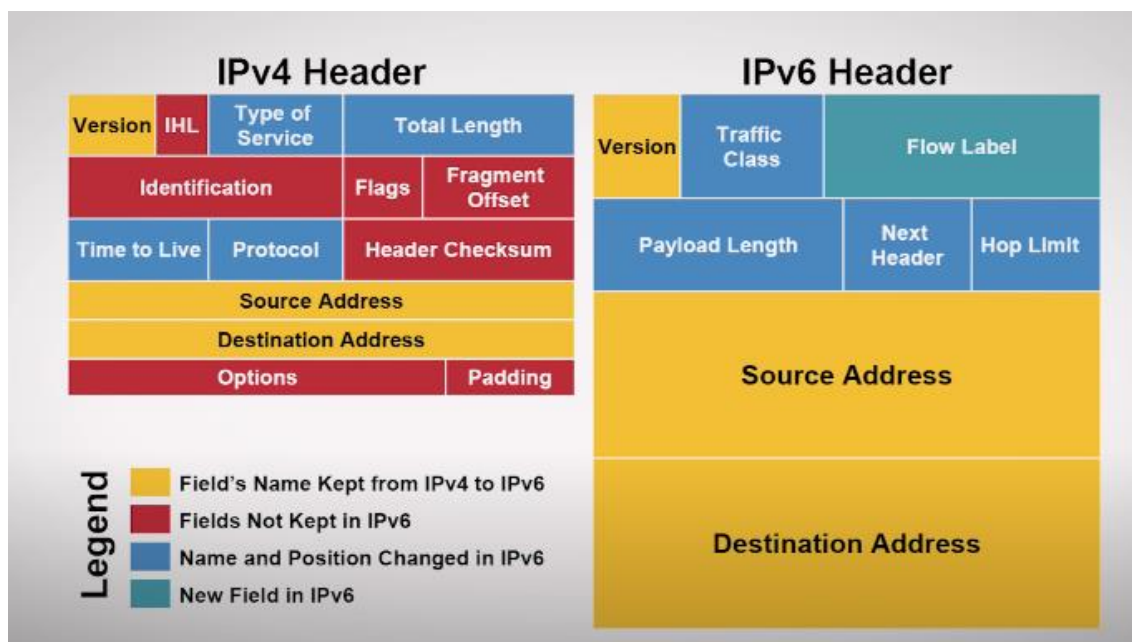 IPv4 Header
Version IHL Type of Service Total Length
Identification Flags Fragment Offset
Time to Live Protocol Header Checksum
Source Address
Destination Address
Options Padding
IPv6 Header
Version Traffic Class Flow Label
Payload Length Next Header Hop Limit
Source Address
Destination Address
Legend
Field's Name Kept from IPv4 to IPv6
Fields Not Kept in IPv6
Name and Position Changed in IPv6
New Field in IPv6